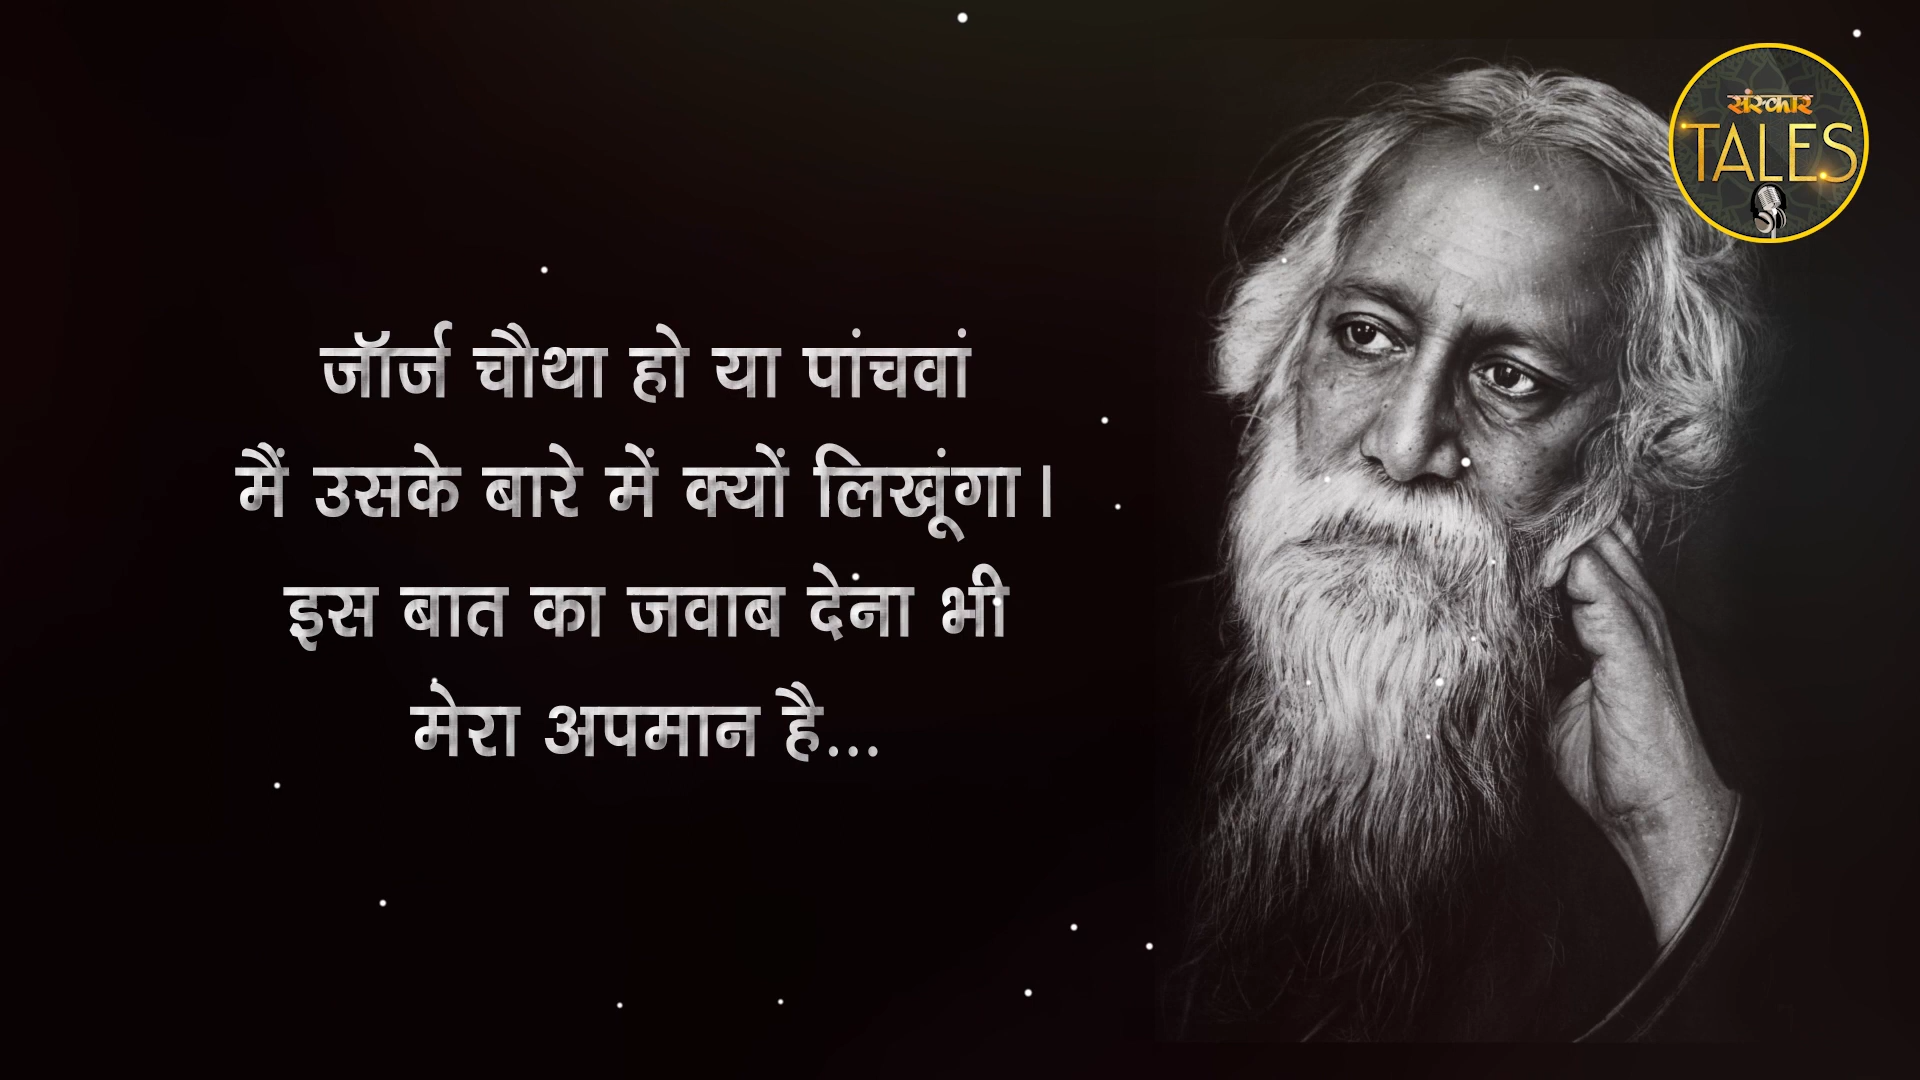 संस्कार
TALES
जॉर्ज चौथा हो या पांचवां
मैं उसके बारे में क्यों लिखूंगा।
इस बात का जवाब देना भी
मेरा अपमान है...